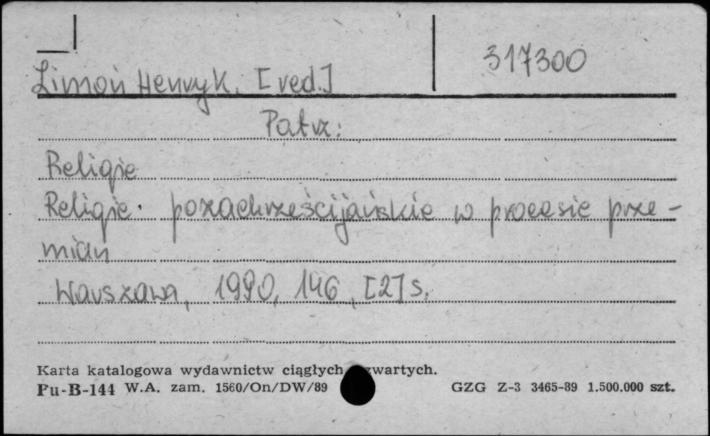 317300
Zimoń Henryk. [red.]
Patrz:
Religie
Religie. pozachrześcijańskie w procesie prze-
mian
Warszawa, 1990, 146, [2] s.
Karta katalogowa wydawnictw ciągłych zwartych.
Pu-B-144 W.A. zam. 1560/On/DW/89 GZG Z-3 3465-89 1.500.000 szt.